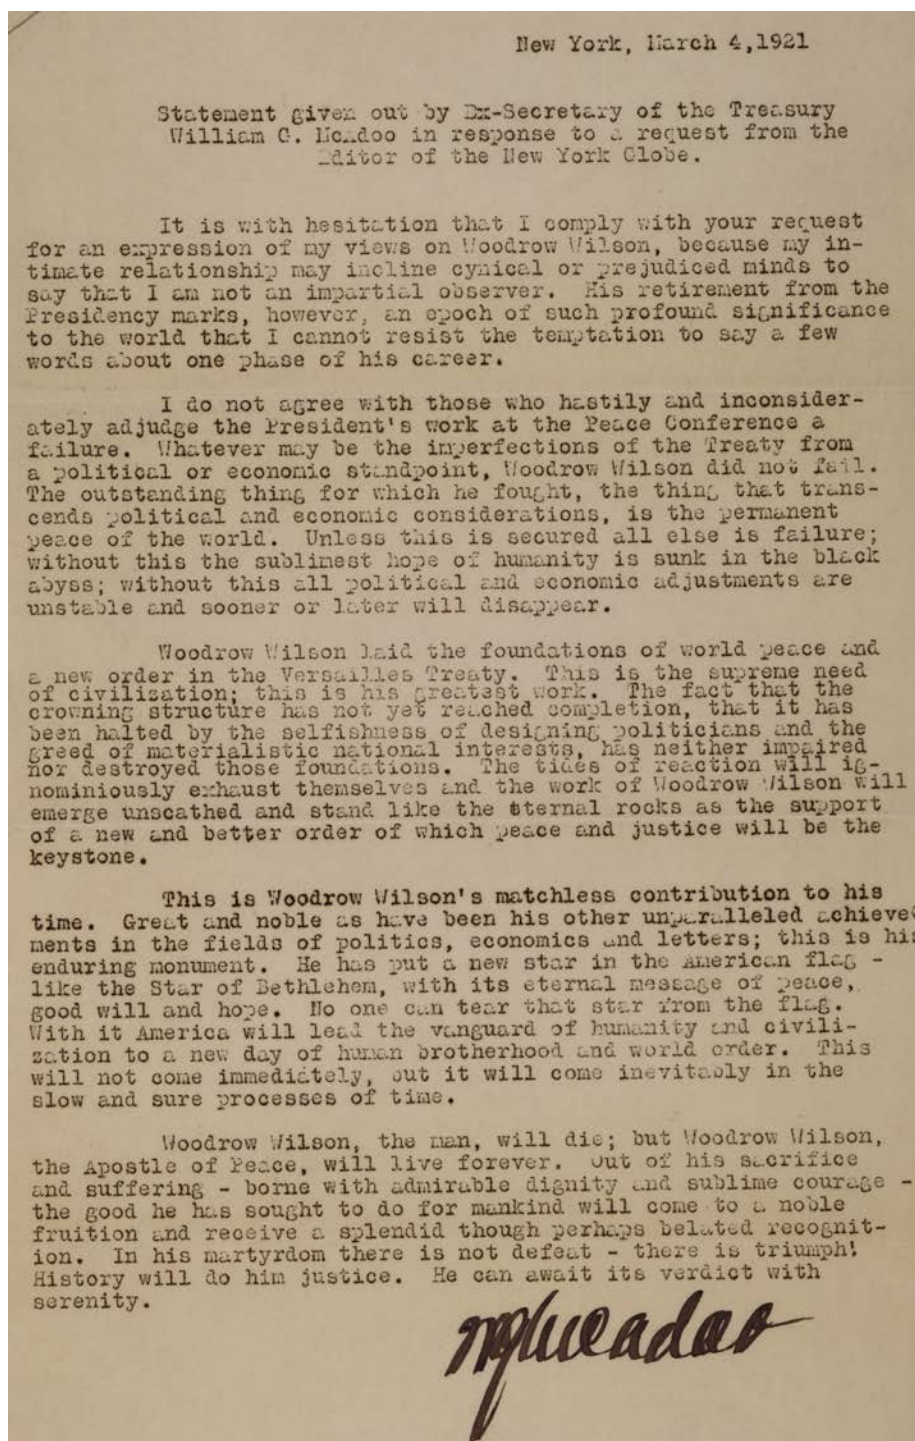 New York, March 4,1921
Statement given out by Ex-Secretary of the Treasury
William G. McAdoo in response to a request from the
Editor of the New York Globe.
It is with hesitation that I comply with your request
for an expression of my views on Woodrow Wilson, because my in-
timate relationship may incline cynical or prejudiced minds to
say that I am not an impartial observer. His retirement from the
Presidency marks, however, an epoch of such profound significance
to the world that I cannot resist the temptation to say a few
words about one phase of his career.
I do not agree with those who hastily and inconsider-
ately adjudge the President's work at the Peace Conference a
failure. Whatever may be the imperfections of the Treaty from
a political or economic standpoint, Woodrow Wilson did not fail.
The outstanding thing for which he fought, the thing that trans-
cends political and economic considerations, is the permanent
peace of the world. Unless this is secured all else is failure;
without this the sublimest hope of humanity is sunk in the black
abyss; without this all political and economic adjustments are
unstable and sooner or later will disappear.
Woodrow Wilson laid the foundations of world peace and
a new order in the Versailles Treaty. This is the supreme need
of civilization; this is his greatest work. The fact that the
crowning structure has not yet reached completion, that it has
been halted by the selfishness of designing politicians and the
greed of materialistic national interests, has neither impaired
nor destroyed those foundations. The tides of reaction will ig-
nominiously exhaust themselves and the work of Woodrow Wilson will
emerge unscathed and stand like the eternal rocks as the support
of a new and better order of which peace and justice will be the
keystone.
This is Woodrow Wilson's matchless contribution to his
time. Great and noble as have been his other unparalleled achieve
ments in the fields of politics, economics and letters; this is his
enduring monument. He has put a new star in the American flag -
like the Star of Bethlehem, with its eternal message of peace,
good will and hope. No one can tear that star from the flag.
With it America will lead the vanguard of humanity and civili-
zation to a new day of human brotherhood and world order. This
will not come immediately, but it will come inevitably in the
slow and sure processes of time.
Woodrow Wilson, the man, will die; but Woodrow Wilson,
the Apostle of Peace, will live forever. Out of his sacrifice
and suffering - borne with admirable dignity and sublime courage -
the good he has sought to do for mankind will come to a noble
fruition and receive a splendid though perhaps belated recognit-
ion. In his martyrdom there is not defeat - there is triumph!
History will do him justice. He can await its verdict with
serenity.
WGMcAdoo